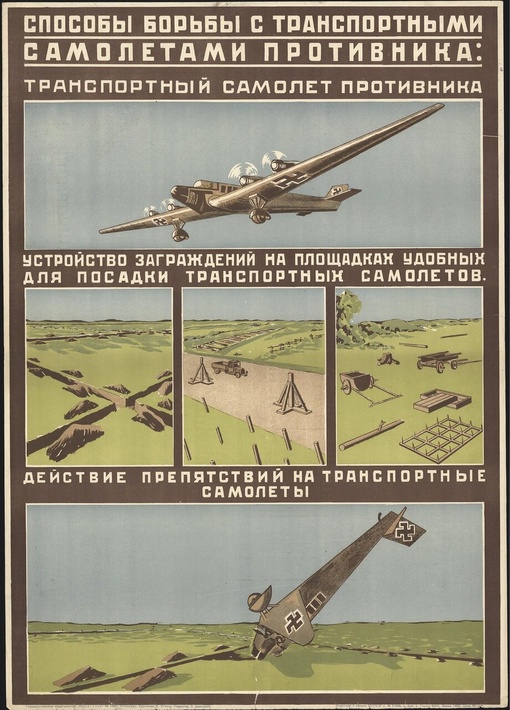 СПОСОБЫ БОРЬБЫ С ТРАНСПОРТНЫМИ
САМОЛЕТАМИ ПРОТИВНИКА:
ТРАНСПОРТНЫЙ САМОЛЕТ ПРОТИВНИКА
УСТРОЙСТВО ЗАГРАЖДЕНИЙ НА ПЛОЩАДКАХ УДОБНЫХ
ДЛЯ ПОСАДКИ ТРАНСПОРТНЫХ САМОЛЕТОВ.
ДЕЙСТВИЕ ПРЕПЯТСТВИЙ НА ТРАНСПОРТНЫЕ
САМОЛЕТЫ